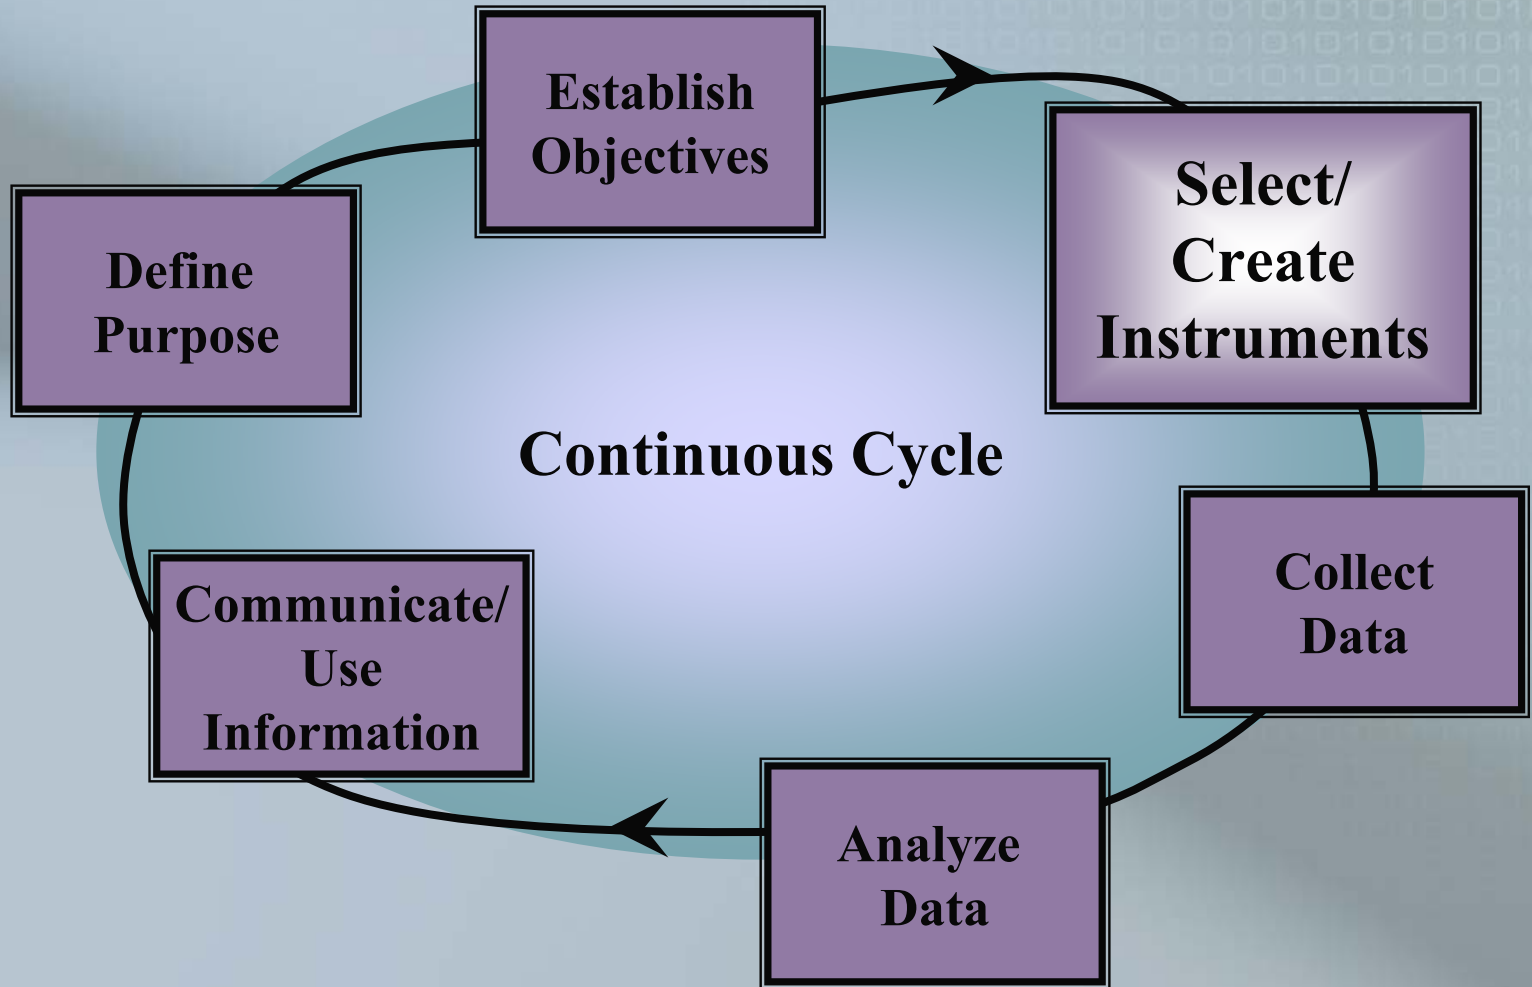 Establish
Objectives
Select/
Create
Instruments
Define
Purpose
Continuous Cycle
Collect
Data
Communicate/
Use
Information
Analyze
Data